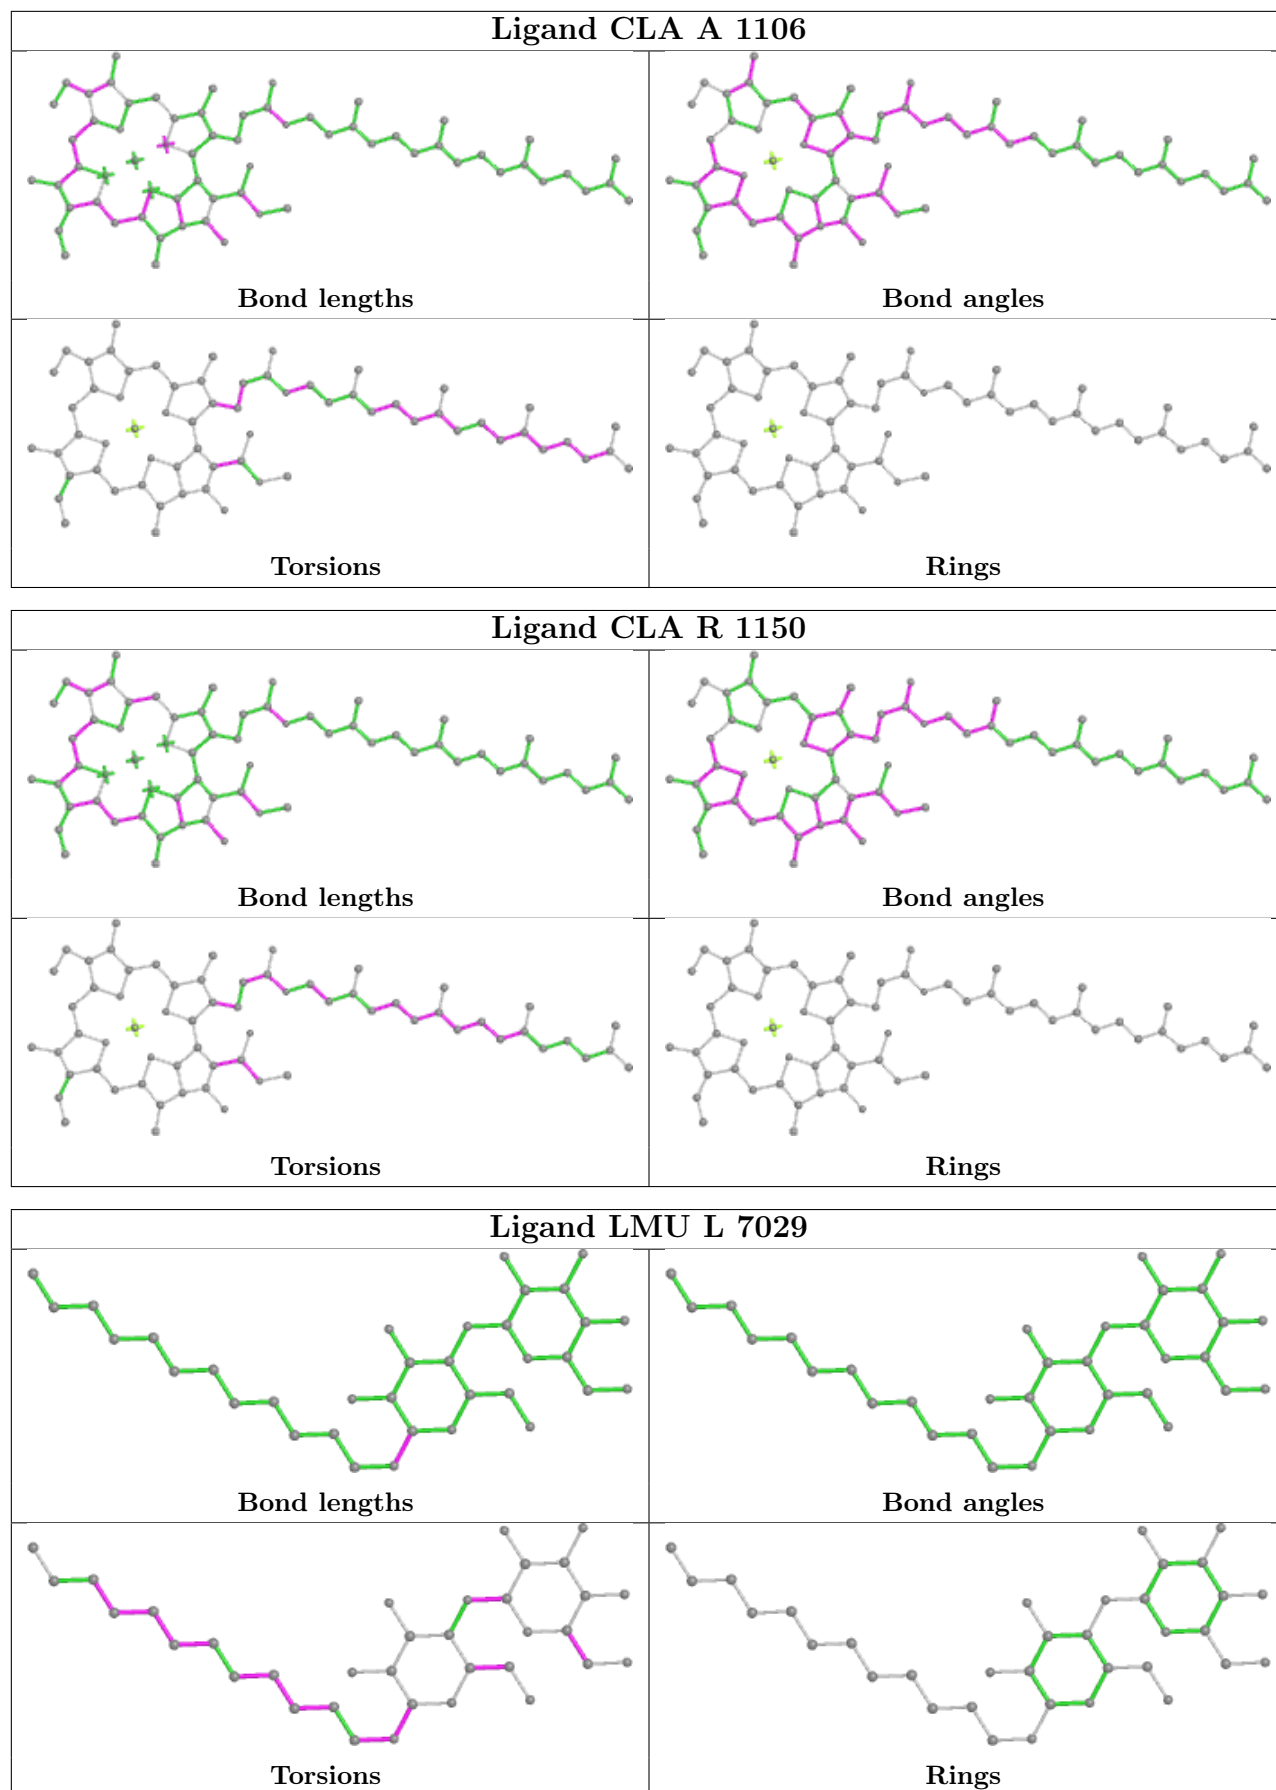 Ligand CLA A 1106
Bond lengths
Bond angles
Torsions
Rings
Ligand CLA R 1150
Bond lengths
Bond angles
Torsions
Rings
Ligand LMU L 7029
Bond lengths
Bond angles
Torsions
Rings